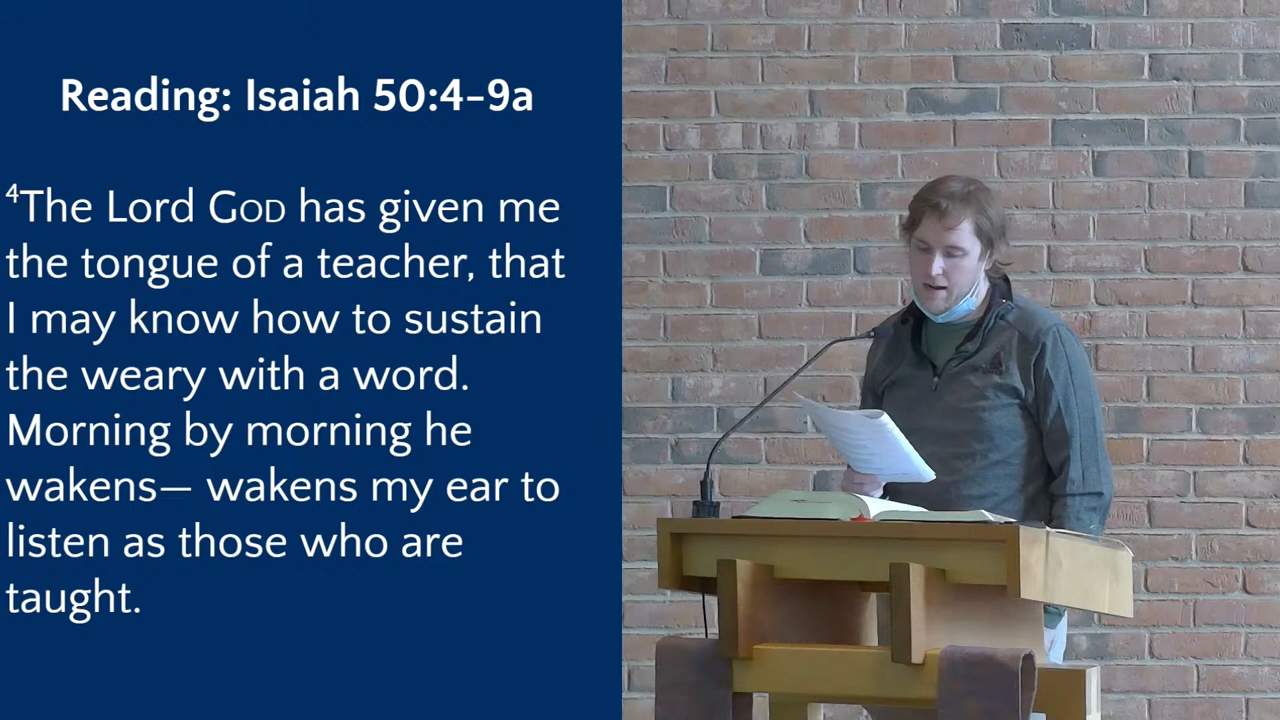 Reading: Isaiah 50:4–9a
⁴The Lord GOD has given me
the tongue of a teacher, that
I may know how to sustain
the weary with a word.
Morning by morning he
wakens— wakens my ear to
listen as those who are
taught.